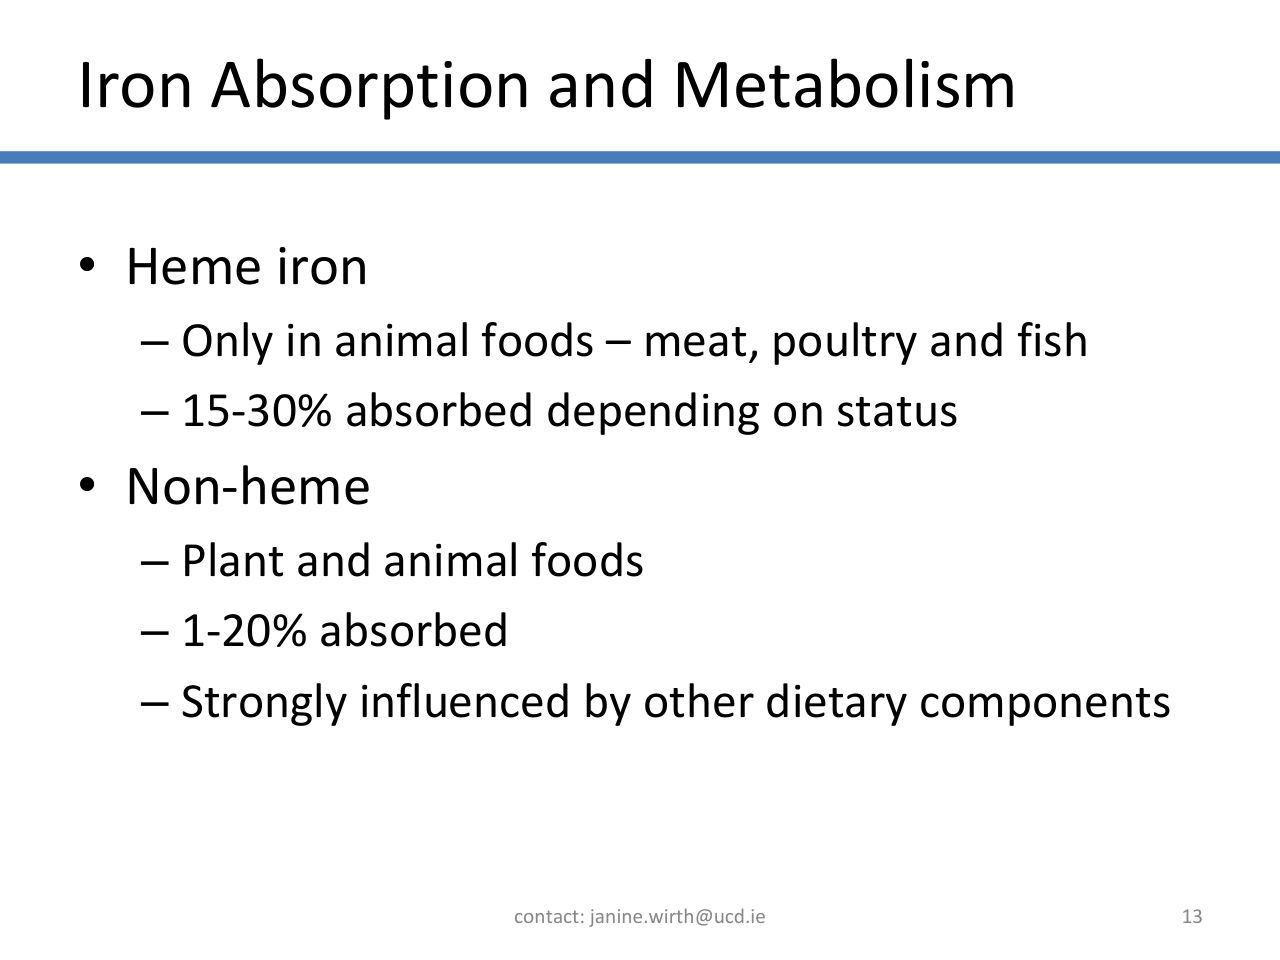 Iron Absorption and Metabolism
• Heme iron
– Only in animal foods – meat, poultry and fish
– 15-30% absorbed depending on status
• Non-heme
– Plant and animal foods
– 1-20% absorbed
– Strongly influenced by other dietary components
contact: janine.wirth@ucd.ie
13